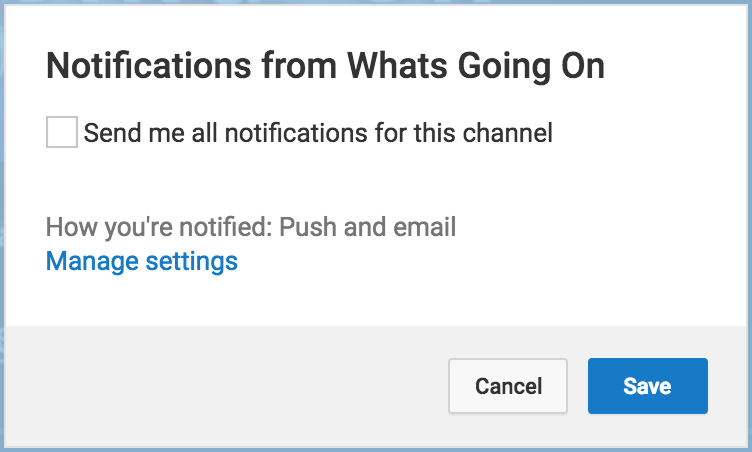 Notifications from Whats Going On
Send me all notifications for this channel
How you're notified: Push and email
Manage settings
Cancel
Save